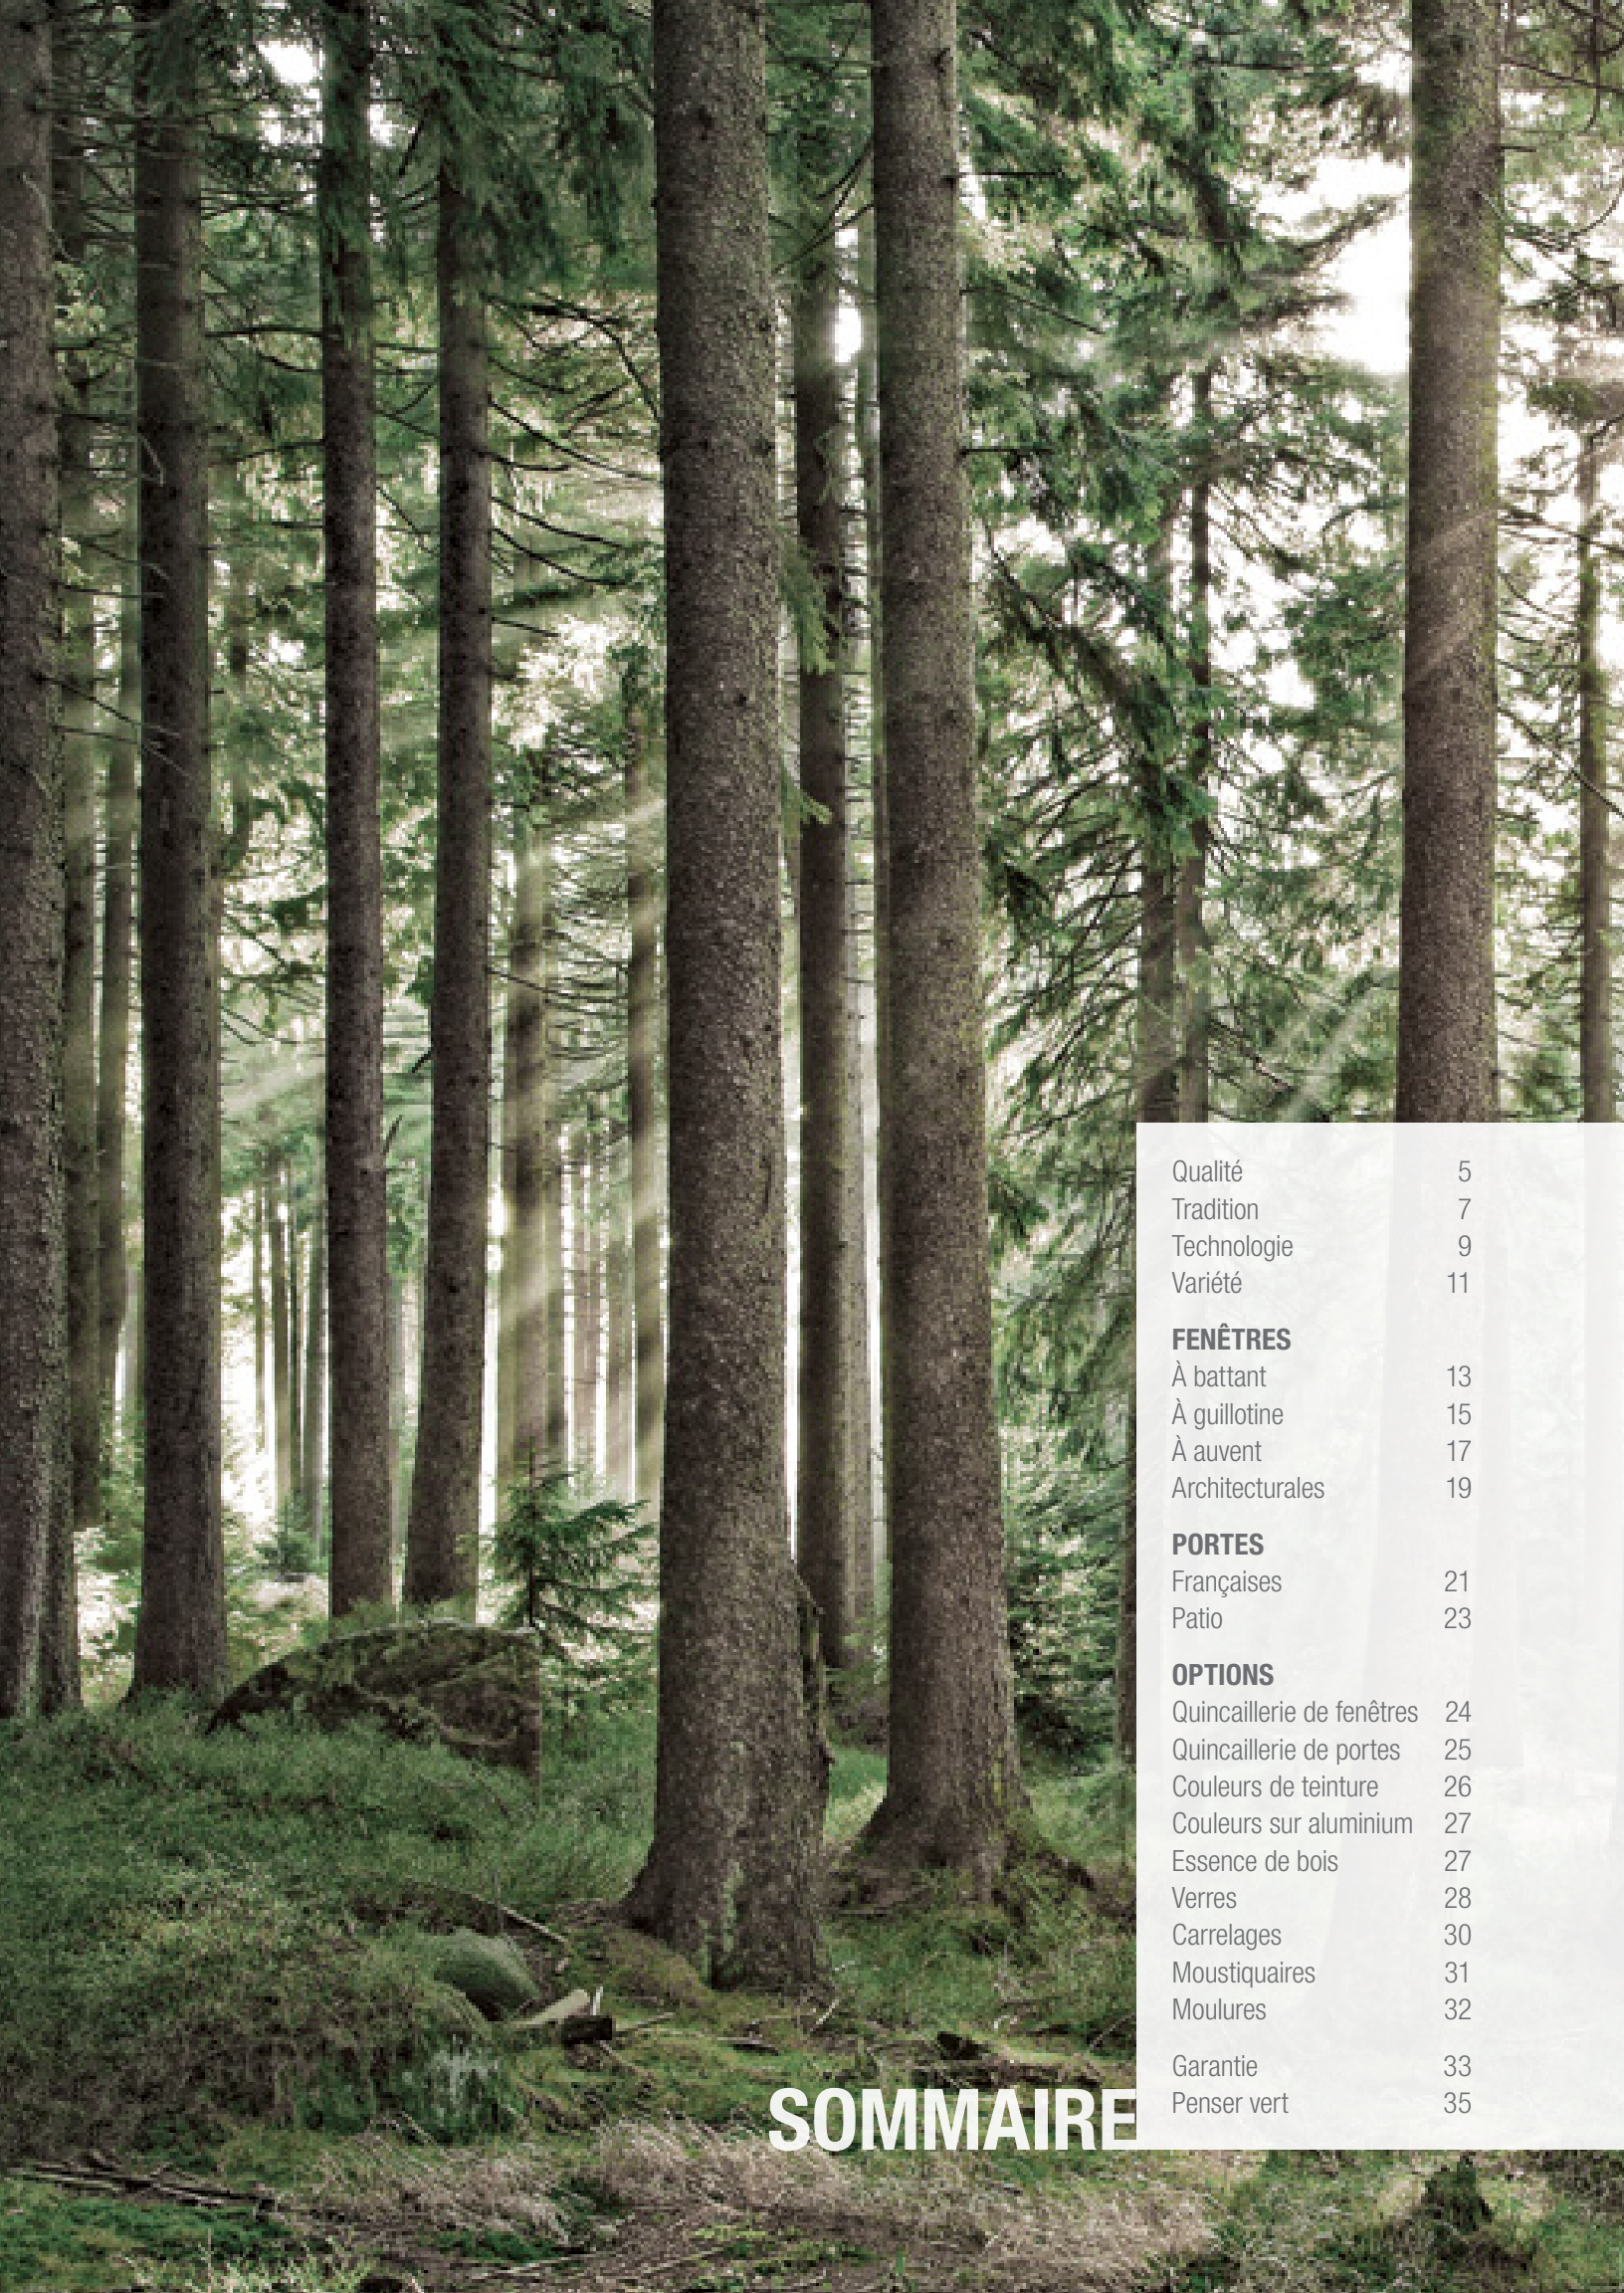 Qualité 5
Tradition 7
Technologie 9
Variété 11
FENÊTRES
À battant 13
À guillotine 15
À auvent 17
Architecturales 19
PORTES
Françaises 21
Patio 23
OPTIONS
Quincaillerie de fenêtres 24
Quincaillerie de portes 25
Couleurs de teinture 26
Couleurs sur aluminium 27
Essence de bois 27
Verres 28
Carrelages 30
Moustiquaires 31
Moulures 32
Garantie 33
Penser vert 35
SOMMAIRE